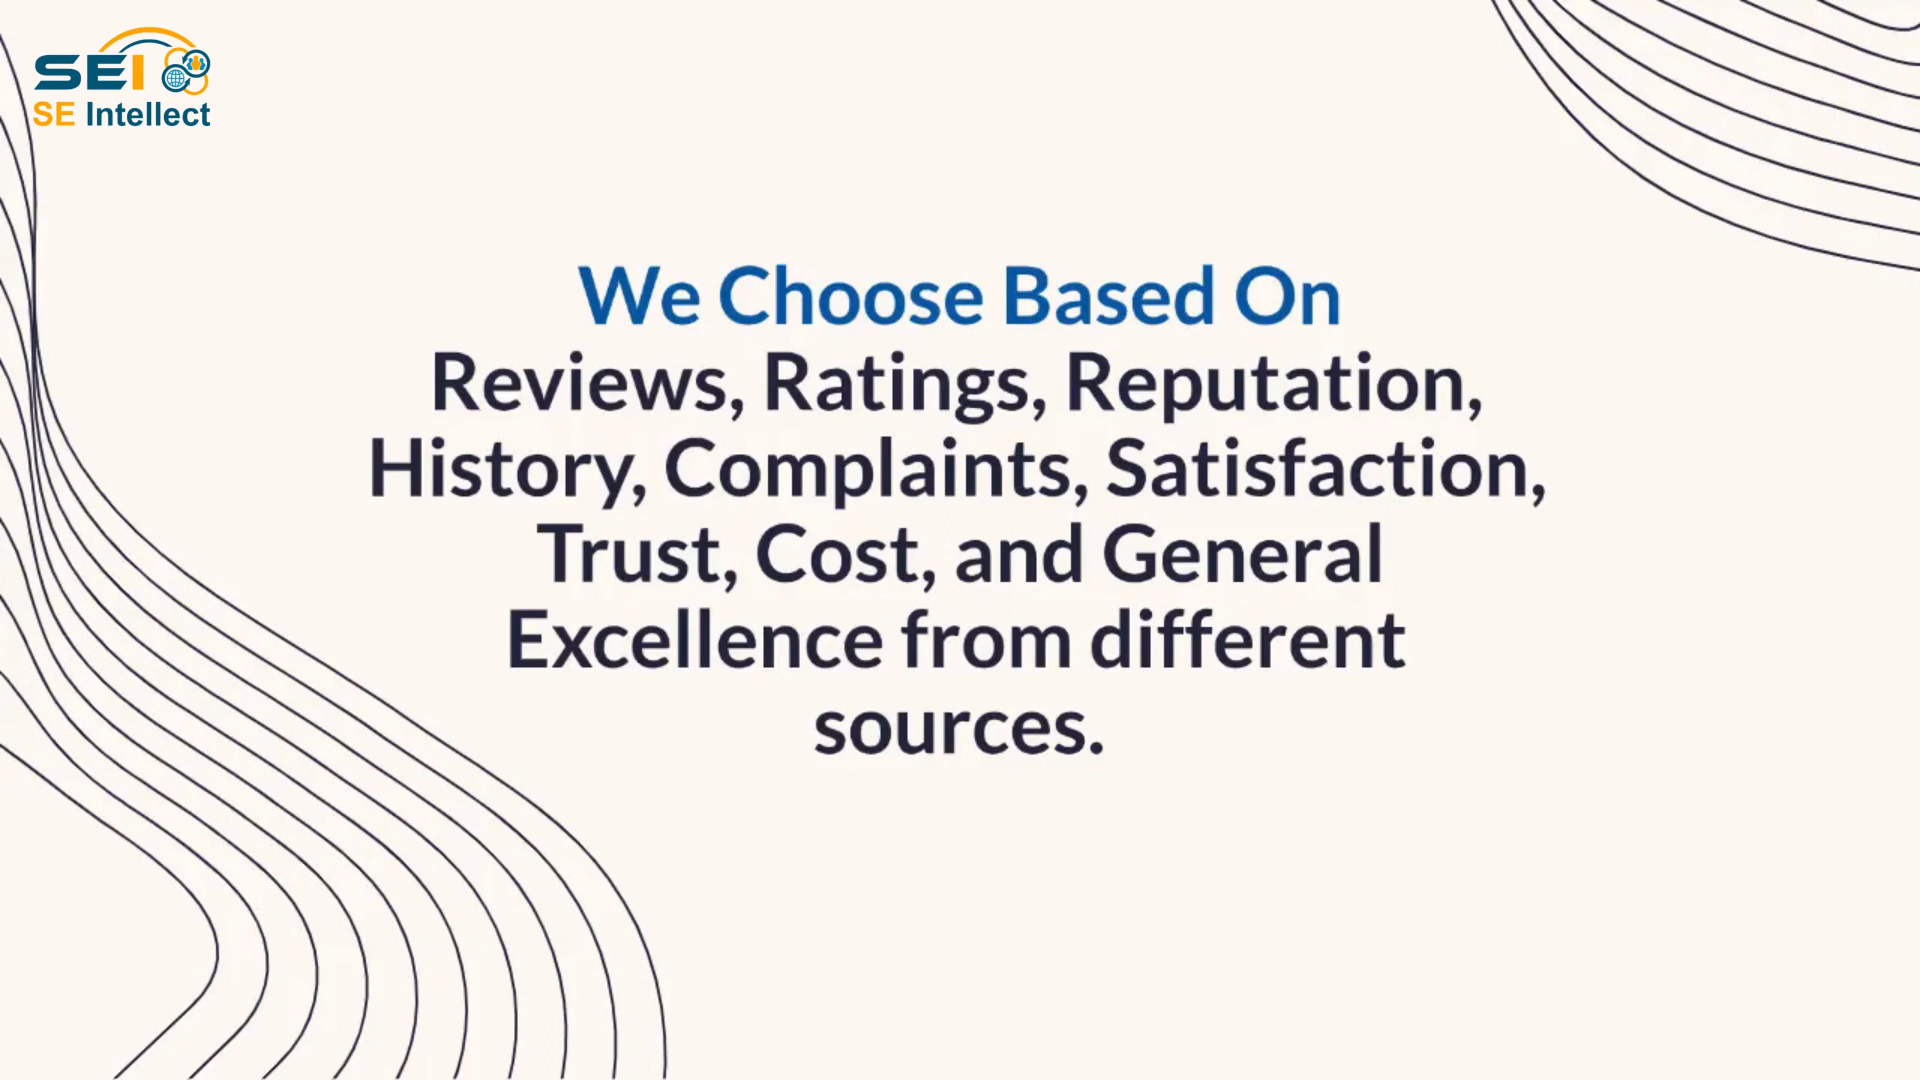 SEI
SE Intellect
We Choose Based On
Reviews, Ratings, Reputation,
History, Complaints, Satisfaction,
Trust, Cost, and General
Excellence from different
sources.